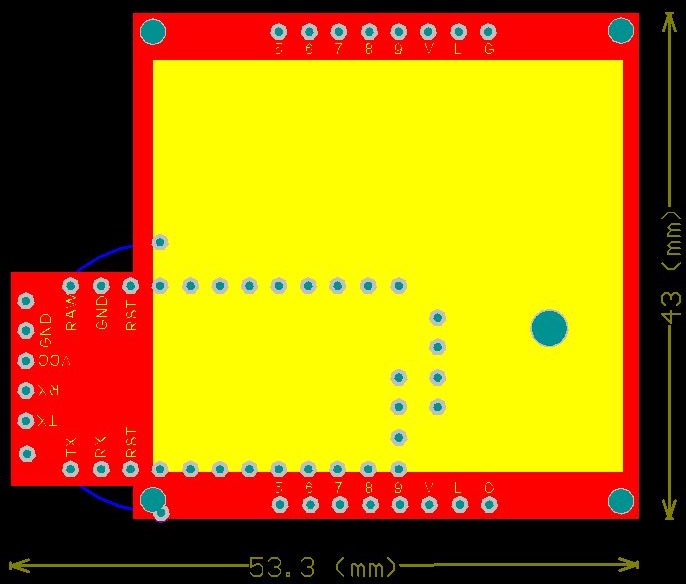 5 6 7 8 9 V L G
RAW GND RST
GND
VCC
RX
TX
TX RX RST
5 6 7 8 9 V L O
53.3 (mm)
43 (mm)